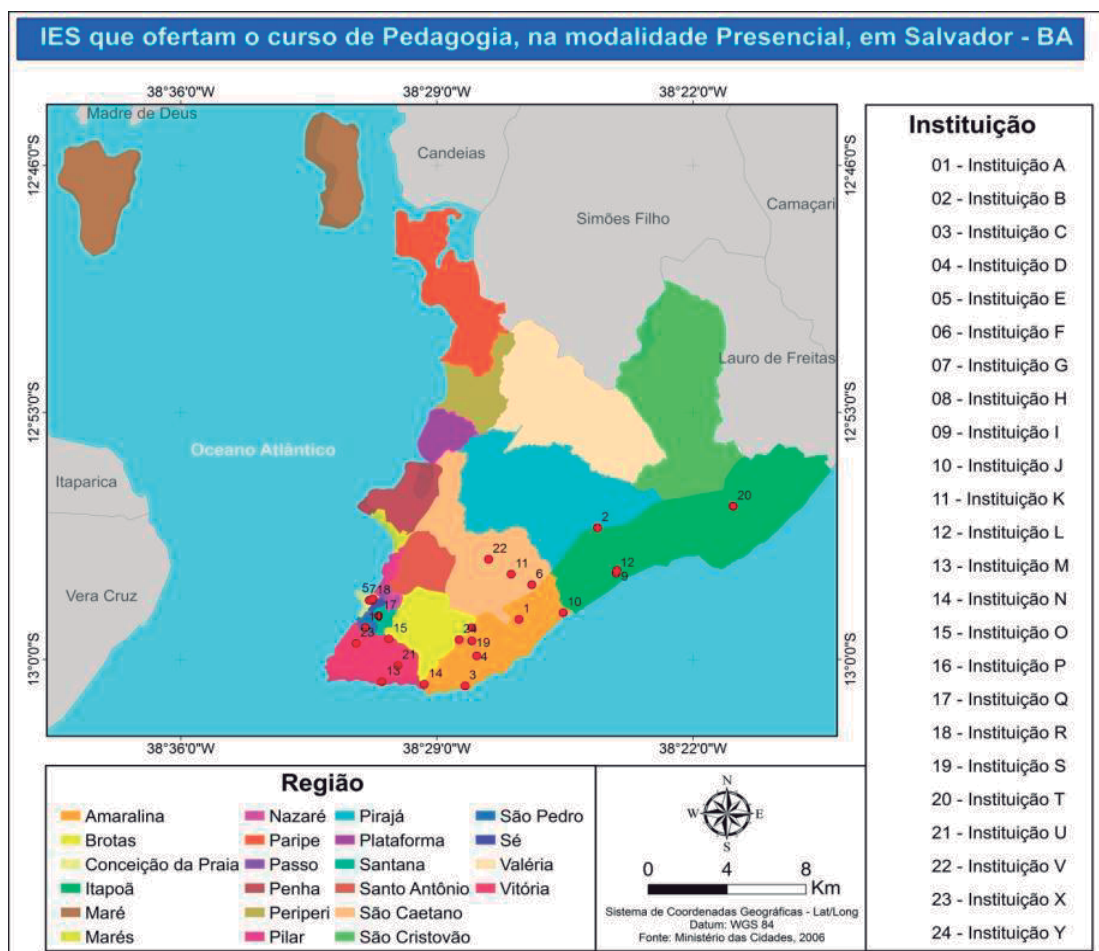 IES que ofertam o curso de Pedagogia, na modalidade Presencial, em Salvador - BA
38°36'0"W 38°29'0"W 38°22'0"W
12°46'0"S
12°53'0"S
13°0'0"S
Madre de Deus
Candeias
Simões Filho
Camaçari
Lauro de Freitas
Oceano Atlântico
Itaparica
Vera Cruz
20
2
22
11
12
9
6
57 18
17
10
1
15
24
19
23
21
4
13
14
3
12°46'0"S
12°53'0"S
13°0'0"S
38°36'0"W 38°29'0"W 38°22'0"W
Instituição
01 - Instituição A
02 - Instituição B
03 - Instituição C
04 - Instituição D
05 - Instituição E
06 - Instituição F
07 - Instituição G
08 - Instituição H
09 - Instituição I
10 - Instituição J
11 - Instituição K
12 - Instituição L
13 - Instituição M
14 - Instituição N
15 - Instituição O
16 - Instituição P
17 - Instituição Q
18 - Instituição R
19 - Instituição S
20 - Instituição T
21 - Instituição U
22 - Instituição V
23 - Instituição X
24 - Instituição Y
Região
Amaralina
Brotas
Conceição da Praia
Itapoã
Maré
Marés
Nazaré
Paripe
Passo
Penha
Periperi
Pilar
Pirajá
Plataforma
Santana
Santo Antônio
São Caetano
São Cristovão
São Pedro
Sé
Valéria
Vitória
N
W E
S
0 4 8
Km
Sistema de Coordenadas Geográficas - Lat/Long
Datum: WGS 84
Fonte: Ministério das Cidades, 2006